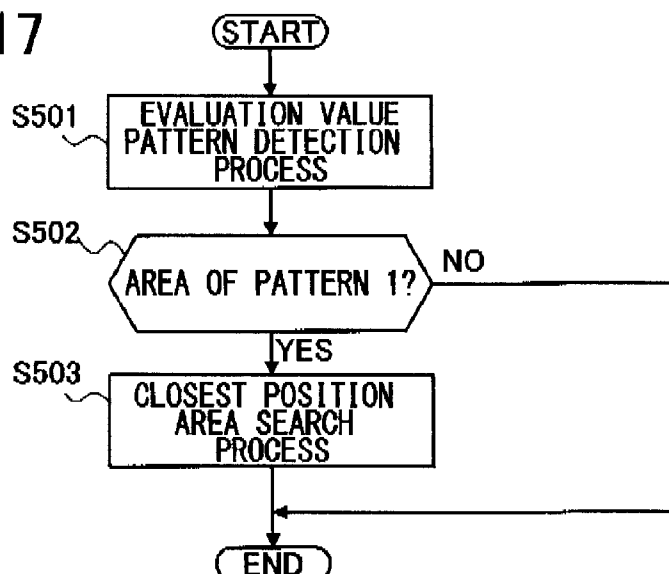 17
START
S501
EVALUATION VALUE
PATTERN DETECTION
PROCESS
S502
AREA OF PATTERN 1?
NO
YES
S503
CLOSEST POSITION
AREA SEARCH
PROCESS
END